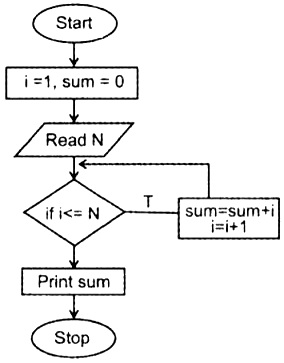 Start
i =1, sum = 0
Read N
if i<= N
T
sum=sum+i
i=i+1
Print sum
Stop